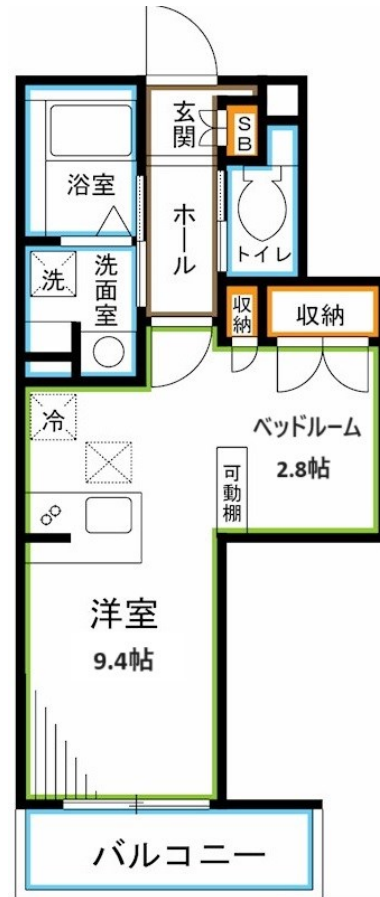 玄関
SB
浴室
ホール
トイレ
洗
洗面室
収納
収納
冷
ベッドルーム
2.8帖
可動棚
洋室
9.4帖
バルコニー